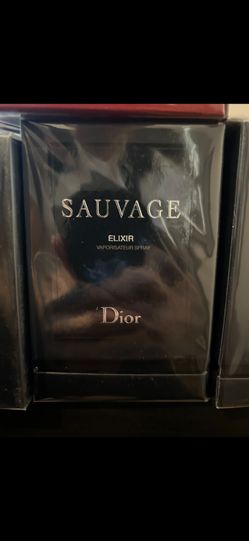 SAUVAGE
ELIXIR
VAPORISATEUR SPRAY
Dior